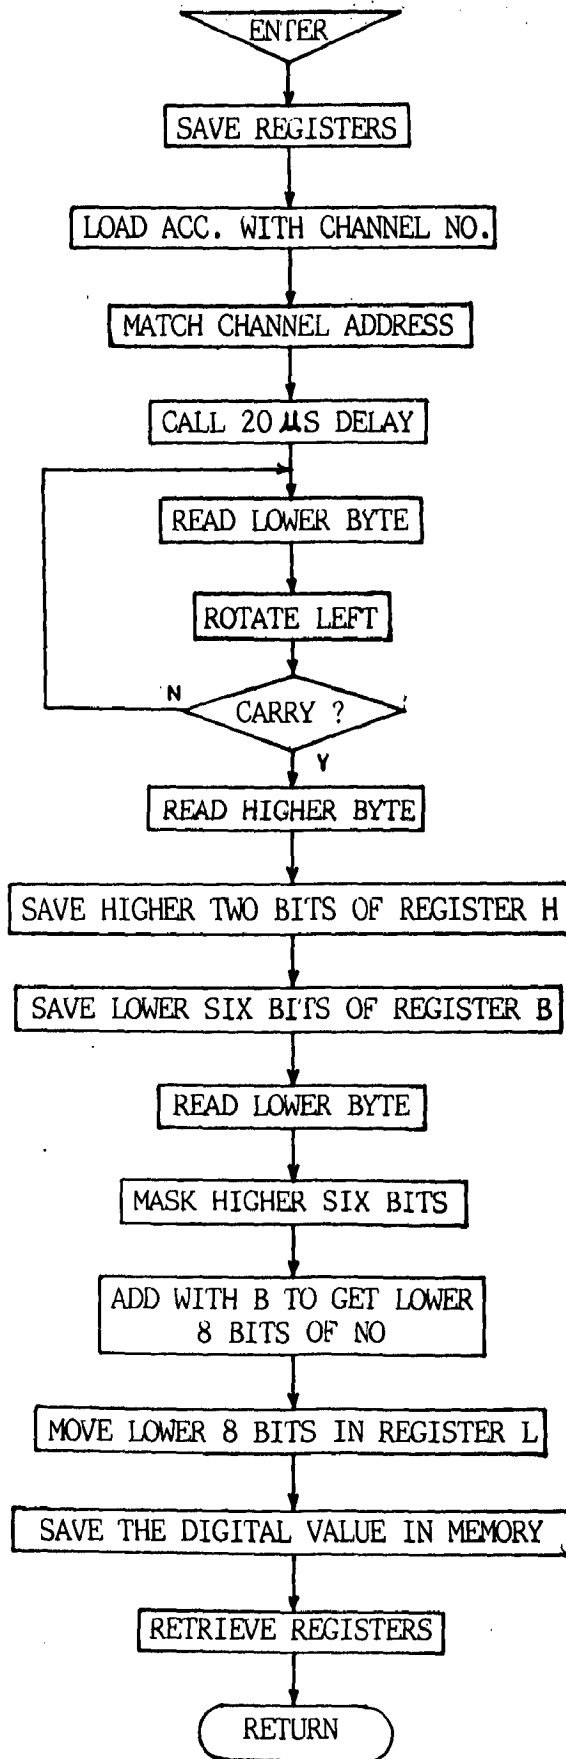 ENTER
SAVE REGISTERS
LOAD ACC. WITH CHANNEL NO.
MATCH CHANNEL ADDRESS
CALL 20 µS DELAY
READ LOWER BYTE
ROTATE LEFT
N
CARRY ?
Y
READ HIGHER BYTE
SAVE HIGHER TWO BITS OF REGISTER H
SAVE LOWER SIX BITS OF REGISTER B
READ LOWER BYTE
MASK HIGHER SIX BITS
ADD WITH B TO GET LOWER
8 BITS OF NO
MOVE LOWER 8 BITS IN REGISTER L
SAVE THE DIGITAL VALUE IN MEMORY
RETRIEVE REGISTERS
RETURN